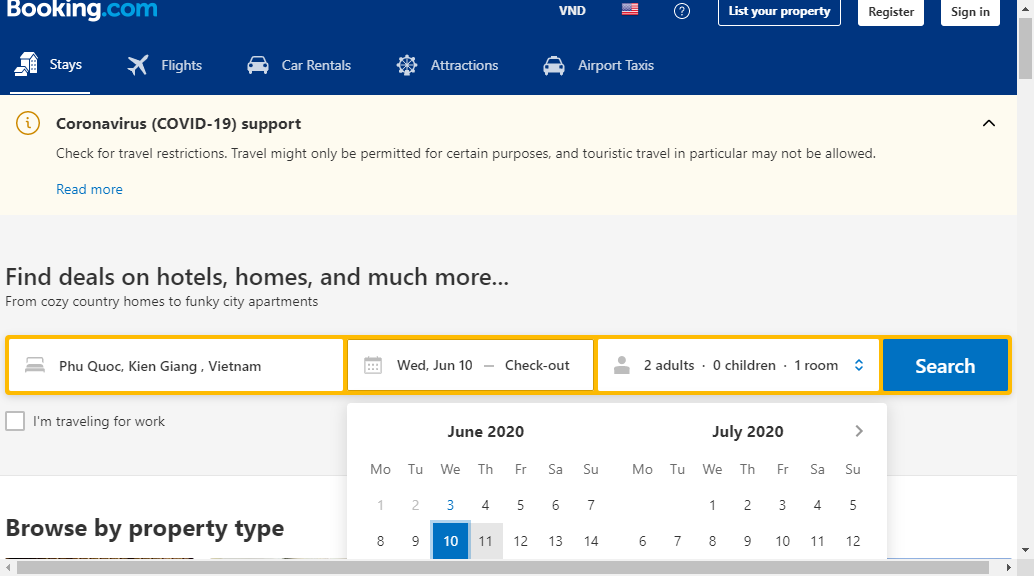 Booking.com
VND
List your property
Register
Sign in
Stays
Flights
Car Rentals
Attractions
Airport Taxis
Coronavirus (COVID-19) support
Check for travel restrictions. Travel might only be permitted for certain purposes, and touristic travel in particular may not be allowed.
Read more
Find deals on hotels, homes, and much more...
From cozy country homes to funky city apartments
Phu Quoc, Kien Giang , Vietnam
Wed, Jun 10 — Check-out
2 adults · 0 children · 1 room
Search
I'm traveling for work
June 2020
Mo Tu We Th Fr Sa Su
1 2 3 4 5 6 7
8 9 10 11 12 13 14
July 2020
Mo Tu We Th Fr Sa Su
1 2 3 4 5
6 7 8 9 10 11 12
Browse by property type